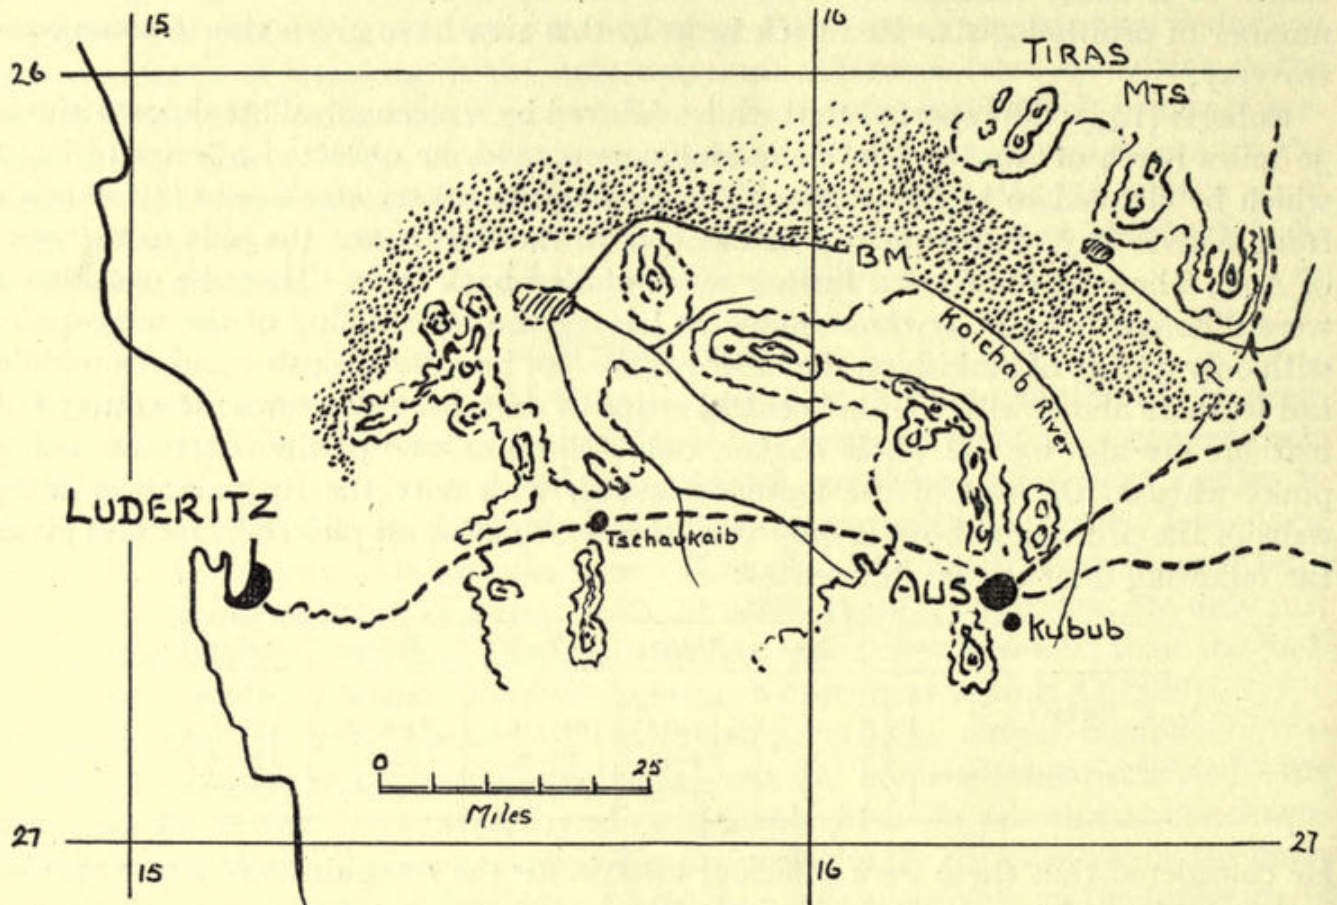 15
16
26
TIRAS
MTS
BM
Koichab River
R
LUDERITZ
Tschaukaib
AUS
Kubub
0 25
Miles
27
27
15
16